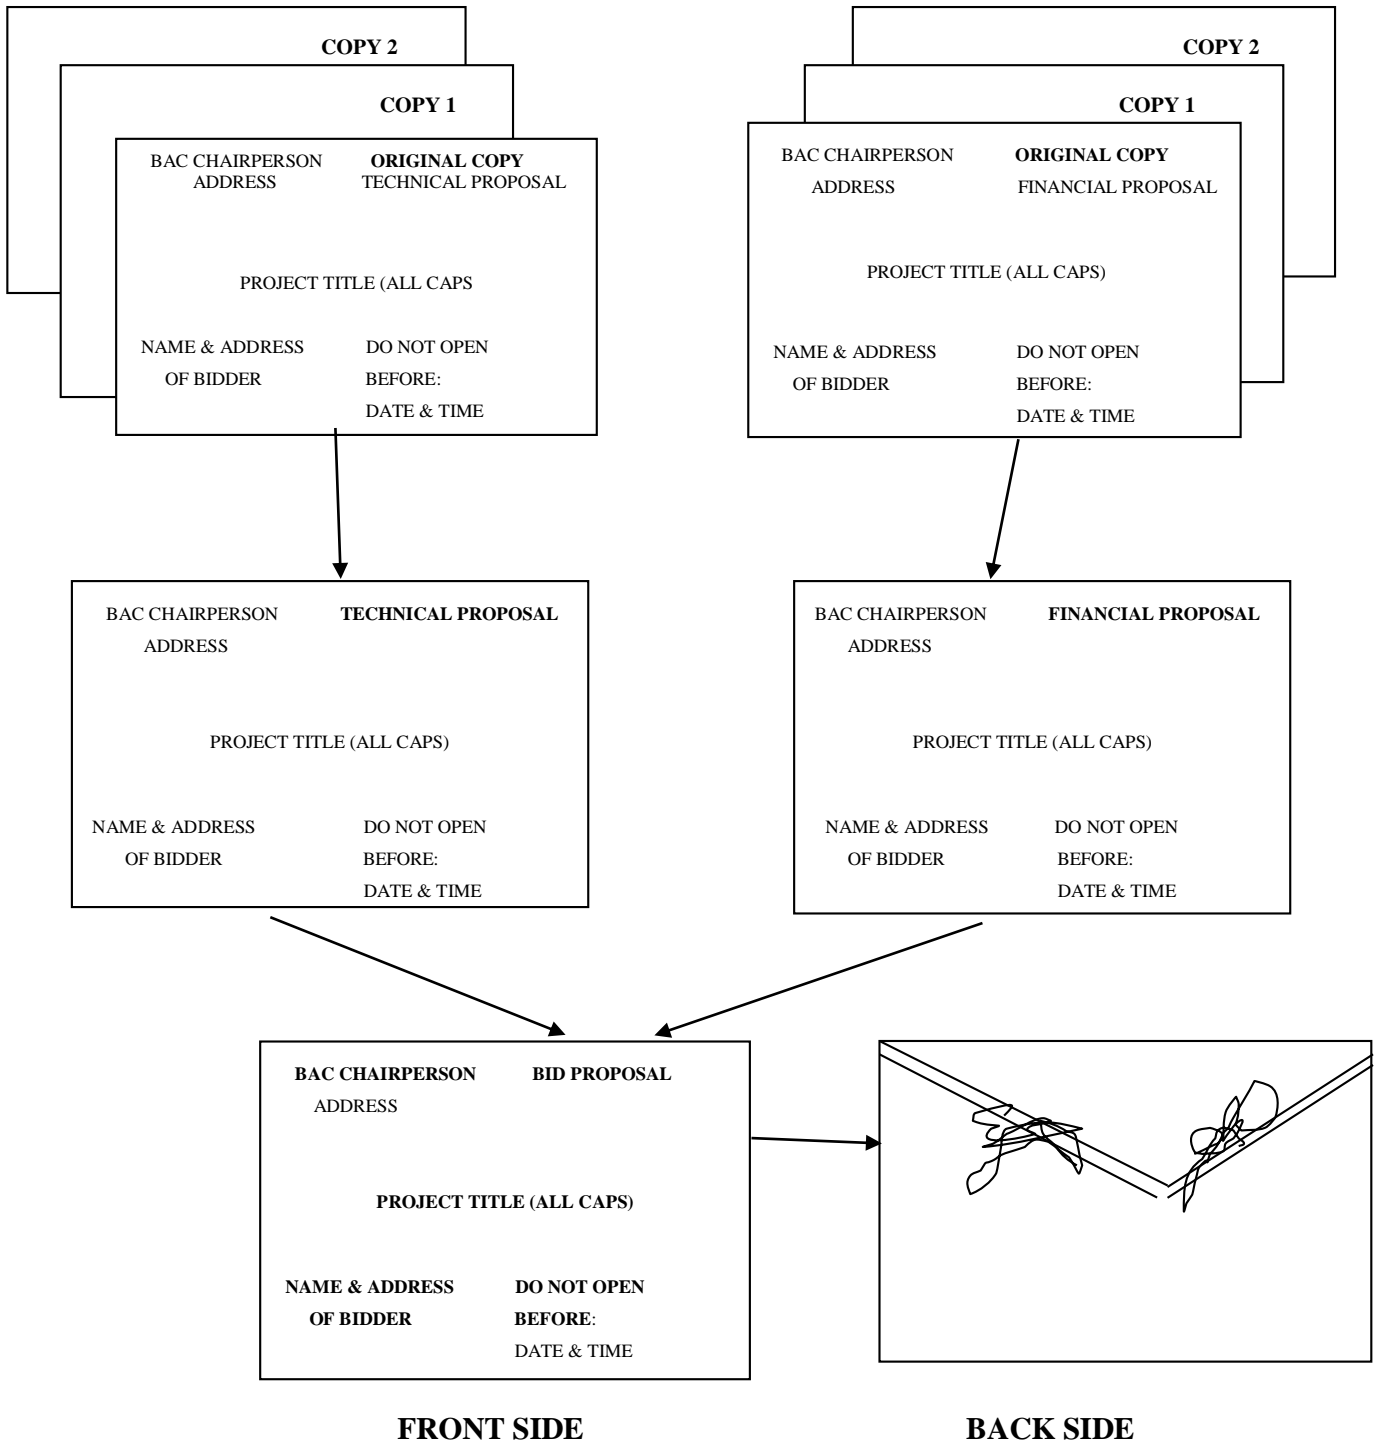 COPY 2
COPY 1
BAC CHAIRPERSON ORIGINAL COPY
ADDRESS TECHNICAL PROPOSAL
PROJECT TITLE (ALL CAPS
NAME & ADDRESS DO NOT OPEN
OF BIDDER BEFORE:
DATE & TIME
COPY 2
COPY 1
BAC CHAIRPERSON ORIGINAL COPY
ADDRESS FINANCIAL PROPOSAL
PROJECT TITLE (ALL CAPS)
NAME & ADDRESS DO NOT OPEN
OF BIDDER BEFORE:
DATE & TIME
BAC CHAIRPERSON TECHNICAL PROPOSAL
ADDRESS
PROJECT TITLE (ALL CAPS)
NAME & ADDRESS DO NOT OPEN
OF BIDDER BEFORE:
DATE & TIME
BAC CHAIRPERSON FINANCIAL PROPOSAL
ADDRESS
PROJECT TITLE (ALL CAPS)
NAME & ADDRESS DO NOT OPEN
OF BIDDER BEFORE:
DATE & TIME
BAC CHAIRPERSON BID PROPOSAL
ADDRESS
PROJECT TITLE (ALL CAPS)
NAME & ADDRESS DO NOT OPEN
OF BIDDER BEFORE:
DATE & TIME
FRONT SIDE BACK SIDE